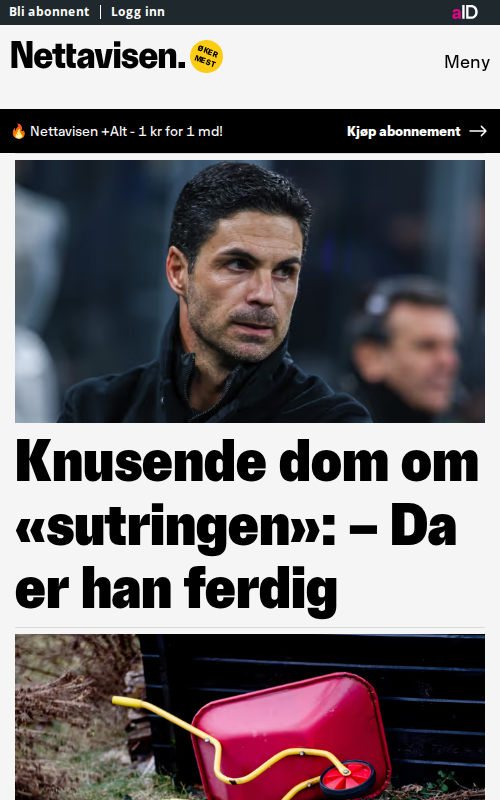 Bli abonnent
Logg inn
aID
Nettavisen.
ØKER
MEST
Meny
🔥 Nettavisen +Alt - 1 kr for 1 md!
Kjøp abonnement →
Knusende dom om
«sutringen»: – Da
er han ferdig